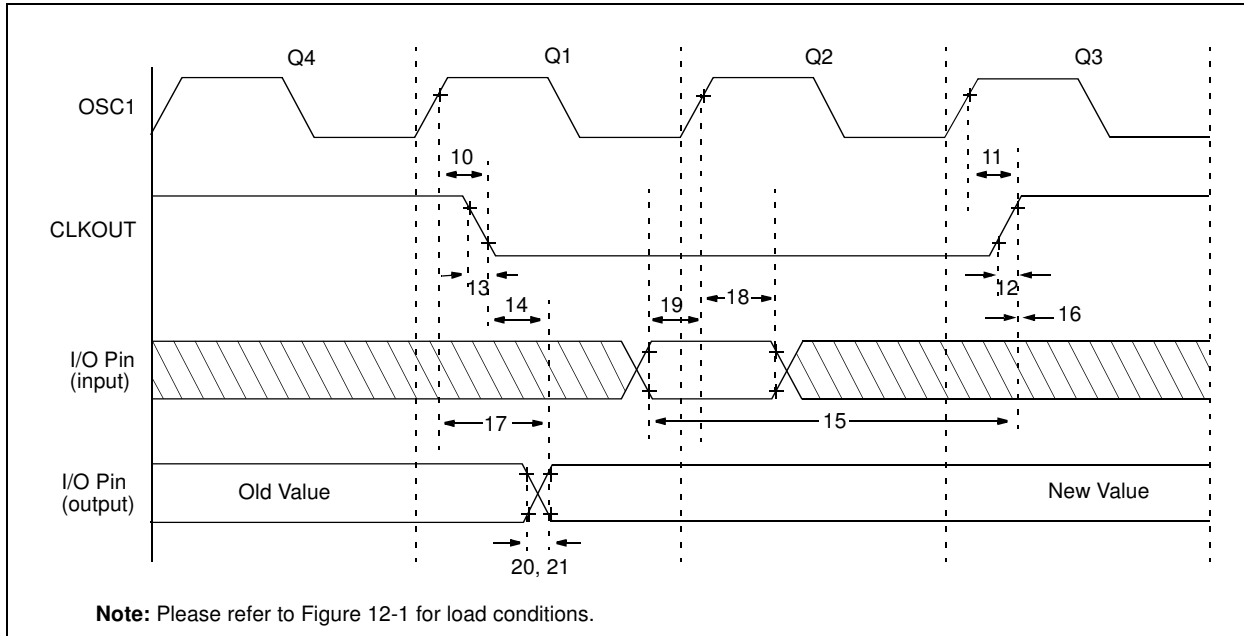 Q4 Q1 Q2 Q3
OSC1
10 11
CLKOUT
13 12
14 19 18 16
I/O Pin
(input)
17 15
I/O Pin
(output)
Old Value New Value
20, 21
Note: Please refer to Figure 12-1 for load conditions.